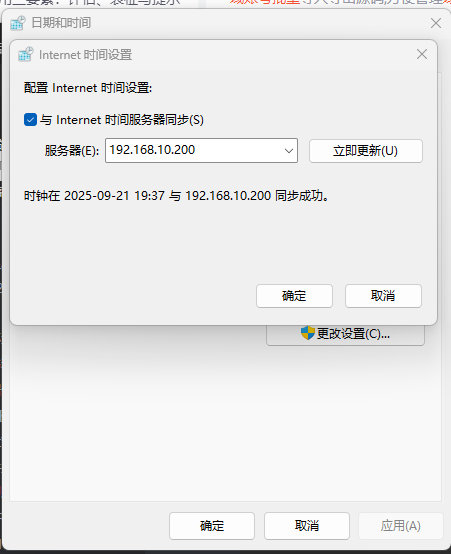 日期和时间
Internet 时间设置
配置 Internet 时间设置:
与 Internet 时间服务器同步(S)
服务器(E): 192.168.10.200 立即更新(U)
时钟在 2025-09-21 19:37 与 192.168.10.200 同步成功。
确定 取消
更改设置(C)...
确定 取消 应用(A)